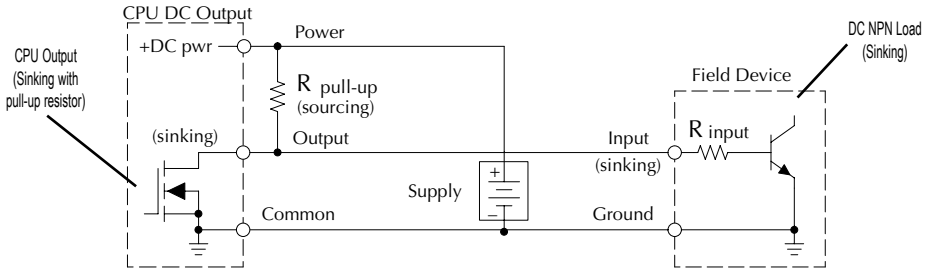 CPU DC Output
+DC pwr
Power
CPU Output
(Sinking with
pull-up resistor)
R pull-up
(sourcing)
(sinking)
Output
Supply
+
–
Common
DC NPN Load
(Sinking)
Field Device
Input
(sinking)
R input
Ground